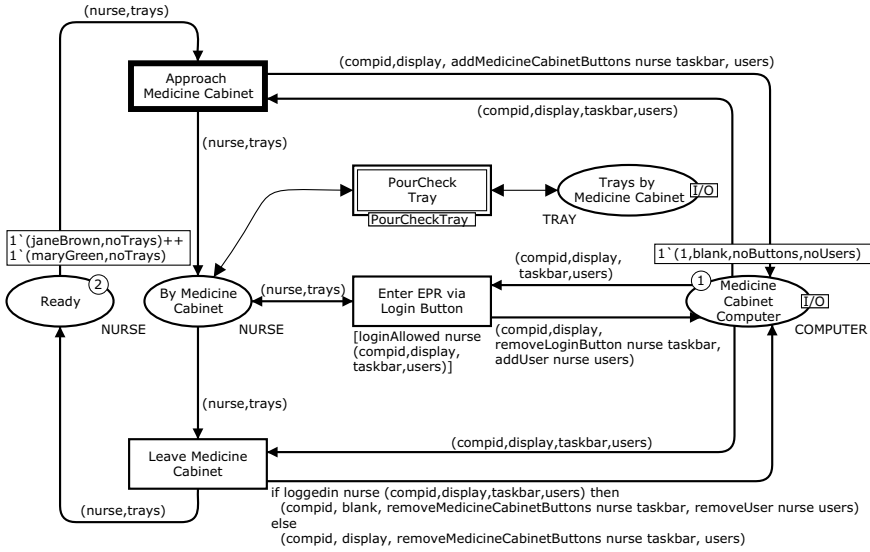 (nurse,trays)
Approach
Medicine Cabinet
(compid,display, addMedicineCabinetButtons nurse taskbar, users)
(compid,display,taskbar,users)
(nurse,trays)
PourCheck
Tray
PourCheckTray
Trays by
Medicine Cabinet
I/O
TRAY
1`(janeBrown,noTrays)++
1`(maryGreen,noTrays)
2
Ready
NURSE
By Medicine
Cabinet
NURSE
(nurse,trays)
Enter EPR via
Login Button
[loginAllowed nurse
(compid,display,
taskbar,users)]
(compid,display,
taskbar,users)
(compid,display,
removeLoginButton nurse taskbar,
addUser nurse users)
1`(1,blank,noButtons,noUsers)
1
Medicine
Cabinet
Computer
I/O
COMPUTER
(nurse,trays)
(compid,display,taskbar,users)
Leave Medicine
Cabinet
(nurse,trays)
if loggedin nurse (compid,display,taskbar,users) then
(compid, blank, removeMedicineCabinetButtons nurse taskbar, removeUser nurse users)
else
(compid, display, removeMedicineCabinetButtons nurse taskbar, users)